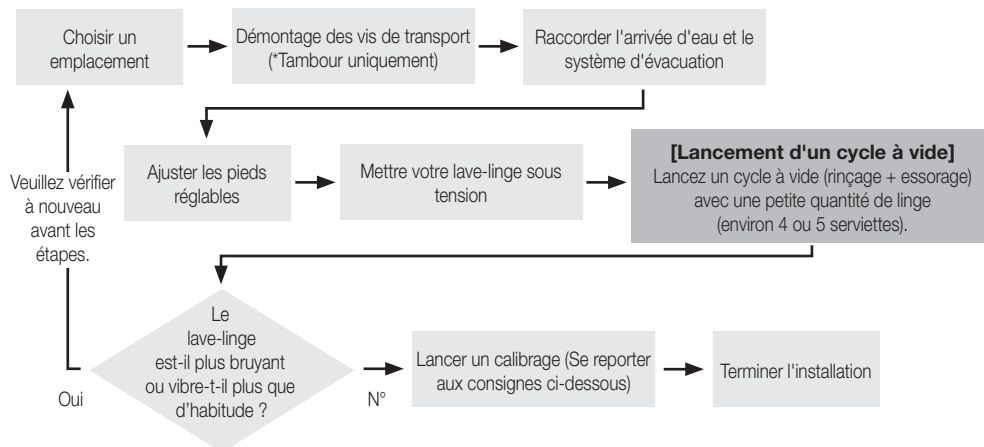 Choisir un
emplacement
Démontage des vis de transport
(*Tambour uniquement)
Raccorder l'arrivée d'eau et le
système d'évacuation
Ajuster les pieds
réglables
Mettre votre lave-linge sous
tension
[Lancement d'un cycle à vide]
Lancez un cycle à vide (rinçage + essorage)
avec une petite quantité de linge
(environ 4 ou 5 serviettes).
Veuillez vérifier
à nouveau
avant les
étapes.
Le
lave-linge
est-il plus bruyant
ou vibre-t-il plus que
d'habitude ?
Oui
N°
Lancer un calibrage (Se reporter
aux consignes ci-dessous)
Terminer l'installation